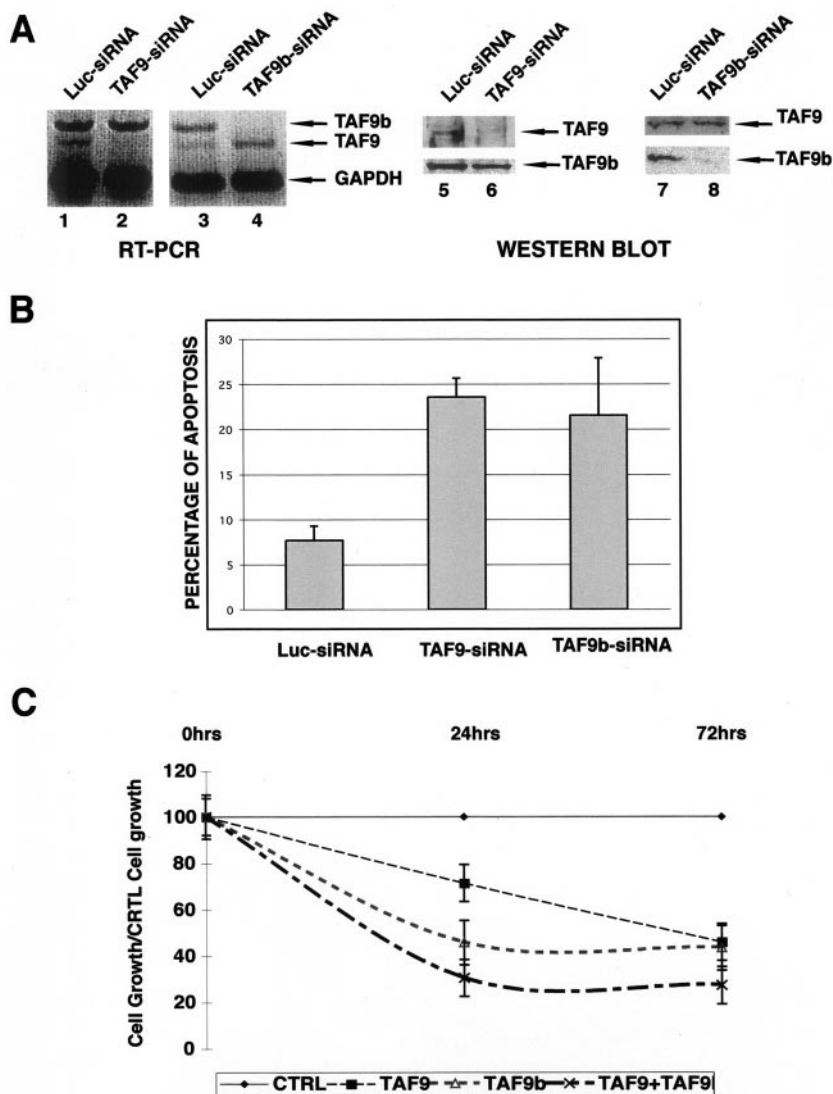 A
Luc-siRNA TAF9-siRNA Luc-siRNA TAF9b-siRNA Luc-siRNA TAF9-siRNA Luc-siRNA TAF9b-siRNA
TAF9b
TAF9
GAPDH
TAF9
TAF9b
TAF9
TAF9b
1 2 3 4 5 6 7 8
RT-PCR WESTERN BLOT
B
PERCENTAGE OF APOPTOSIS
30
25
20
15
10
5
0
Luc-siRNA TAF9-siRNA TAF9b-siRNA
C
0hrs 24hrs 72hrs
Cell Growth/CRTL Cell growth
120
100
80
60
40
20
0
CTRL TAF9 TAF9b TAF9+TAF9l